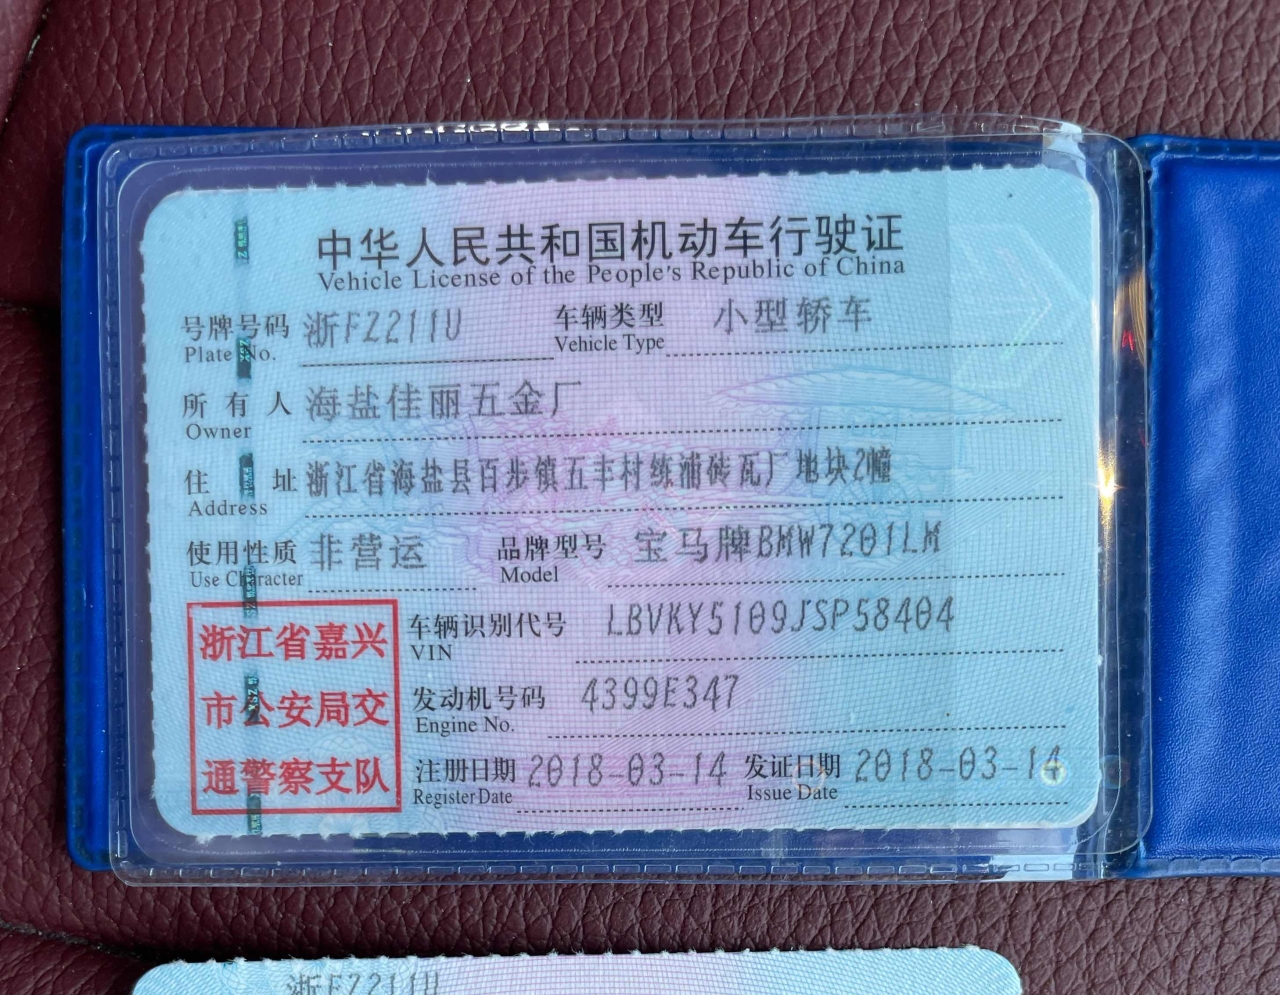 中华人民共和国机动车行驶证
Vehicle License of the People's Republic of China
号牌号码 浙FZ211U 车辆类型 小型轿车
Plate No. Vehicle Type
所有人 海盐佳丽五金厂
Owner
住址 浙江省海盐县百步镇五丰村练浦砖瓦厂地块2幢
Address
使用性质 非营运 品牌型号 宝马牌BMW7201LM
Use Character Model
浙江省嘉兴
市公安局交
通警察支队
车辆识别代号 LBVKY5109JSP58404
VIN
发动机号码 4399E347
Engine No.
注册日期 2018-03-14 发证日期 2018-03-14
Register Date Issue Date
浙FZ211U